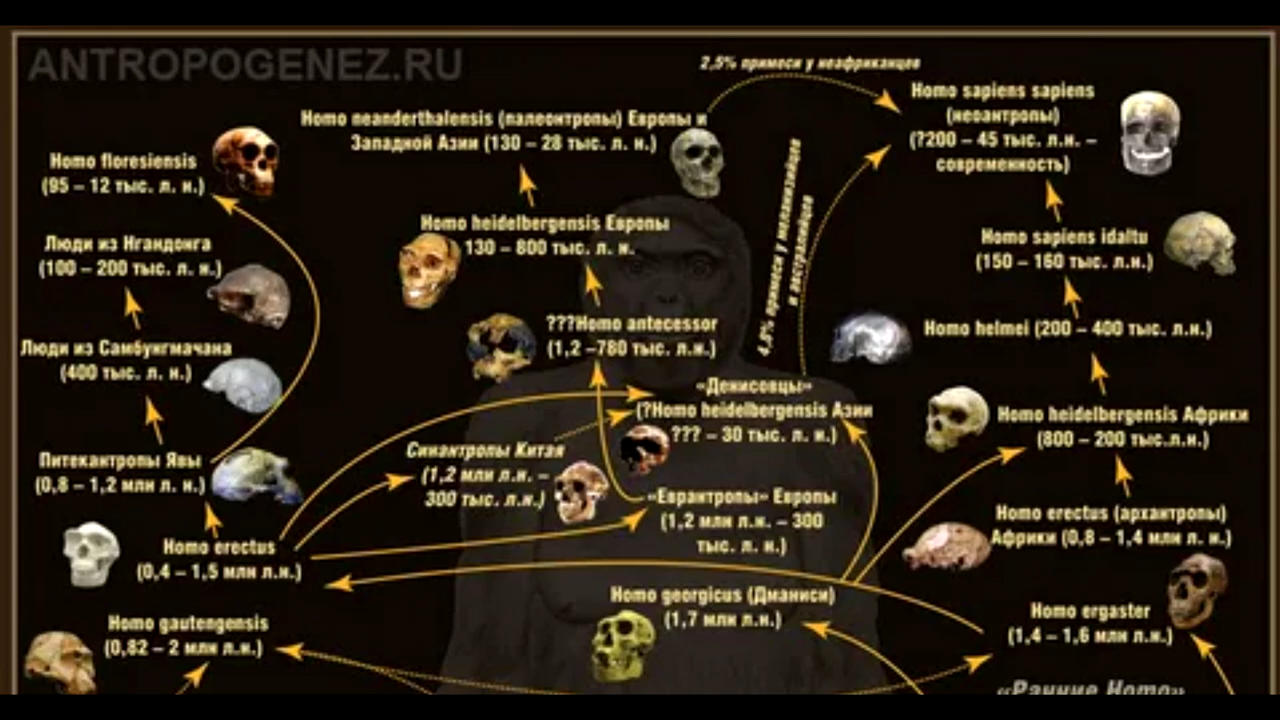 ANTROPOGENEZ.RU
2,5% примеси у неафриканцев
Homo sapiens sapiens
(неоантропы)
(?200 – 45 тыс. л.н. –
современность)
Homo neanderthalensis (палеонтропы) Европы и
Западной Азии (130 – 28 тыс. л.н.)
Homo floresiensis
(95 – 12 тыс. л. н.)
Homo heidelbergensis Европы
130 – 800 тыс. л. н.
4,8% примеси у меланезийцев
и австралийцев
Homo sapiens idaltu
(150 – 160 тыс. л.н.)
Люди из Нгандонга
(100 – 200 тыс. л. н.)
???Homo antecessor
(1,2 –780 тыс. л.н.)
Homo helmei (200 – 400 тыс. л.н.)
Люди из Самбунгмачана
(400 тыс. л. н.)
«Денисовцы»
(?Homo heidelbergensis Азии
??? – 30 тыс. л. н.)
Homo heidelbergensis Африки
(800 – 200 тыс.л.н.)
Питекантропы Явы
(0,8 – 1,2 млн л. н.)
Синантропы Китая
(1,2 млн л.н. –
300 тыс. л.н.)
«Еврантропы» Европы
(1,2 млн л.н. – 300
тыс. л. н.)
Homo erectus (архантропы)
Африки (0,8 – 1,4 млн л. н.)
Homo erectus
(0,4 – 1,5 млн л.н.)
Homo georgicus (Дманиси)
(1,7 млн л.н.)
Homo ergaster
(1,4 – 1,6 млн л.н.)
Homo gautengensis
(0,82 – 2 млн л.н.)
«Ранние Homo»